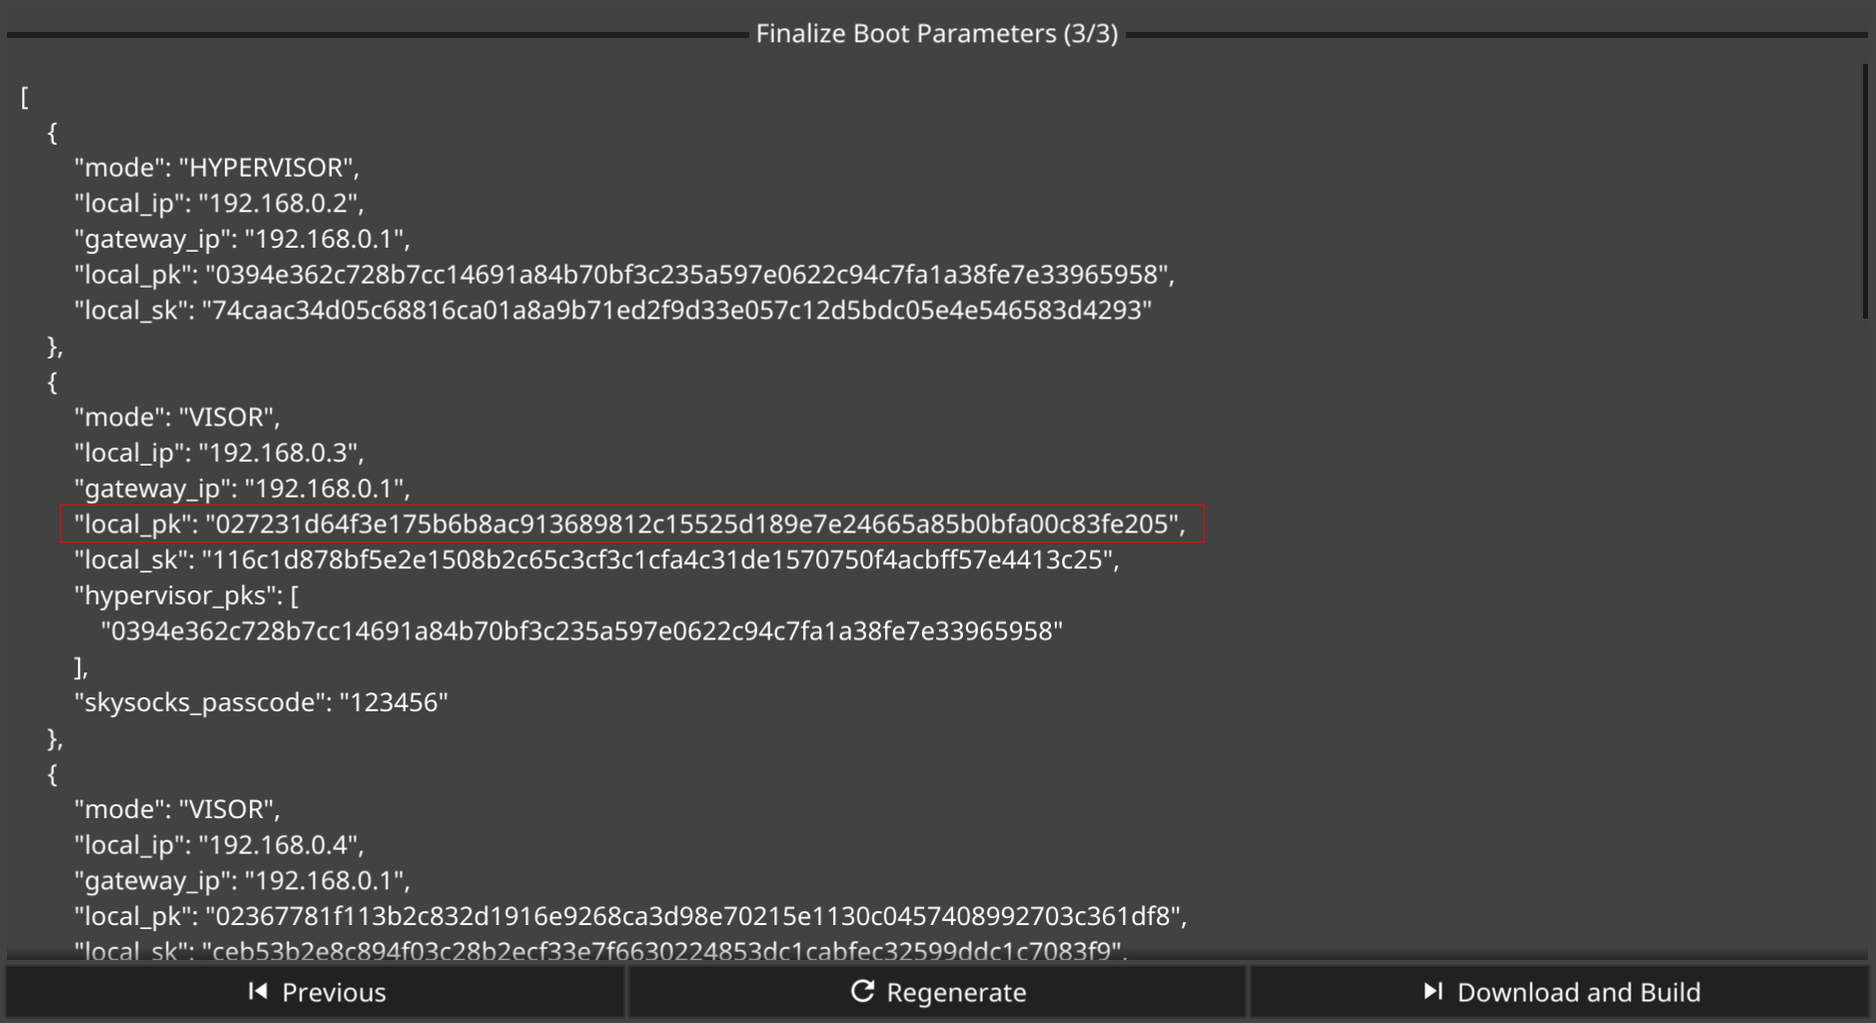 Finalize Boot Parameters (3/3)
[
{
"mode": "HYPERVISOR",
"local_ip": "192.168.0.2",
"gateway_ip": "192.168.0.1",
"local_pk": "0394e362c728b7cc14691a84b70bf3c235a597e0622c94c7fa1a38fe7e33965958",
"local_sk": "74caac34d05c68816ca01a8a9b71ed2f9d33e057c12d5bdc05e4e546583d4293"
},
{
"mode": "VISOR",
"local_ip": "192.168.0.3",
"gateway_ip": "192.168.0.1",
"local_pk": "027231d64f3e175b6b8ac913689812c15525d189e7e24665a85b0bfa00c83fe205",
"local_sk": "116c1d878bf5e2e1508b2c65c3cf3c1cfa4c31de1570750f4acbff57e4413c25",
"hypervisor_pks": [
"0394e362c728b7cc14691a84b70bf3c235a597e0622c94c7fa1a38fe7e33965958"
],
"skysocks_passcode": "123456"
},
{
"mode": "VISOR",
"local_ip": "192.168.0.4",
"gateway_ip": "192.168.0.1",
"local_pk": "02367781f113b2c832d1916e9268ca3d98e70215e1130c0457408992703c361df8",
"local_sk": "ceb53b2e8c894f03c28b2ecf33e7f6630224853dc1cabfec32599ddc1c7083f9",
Previous
Regenerate
Download and Build